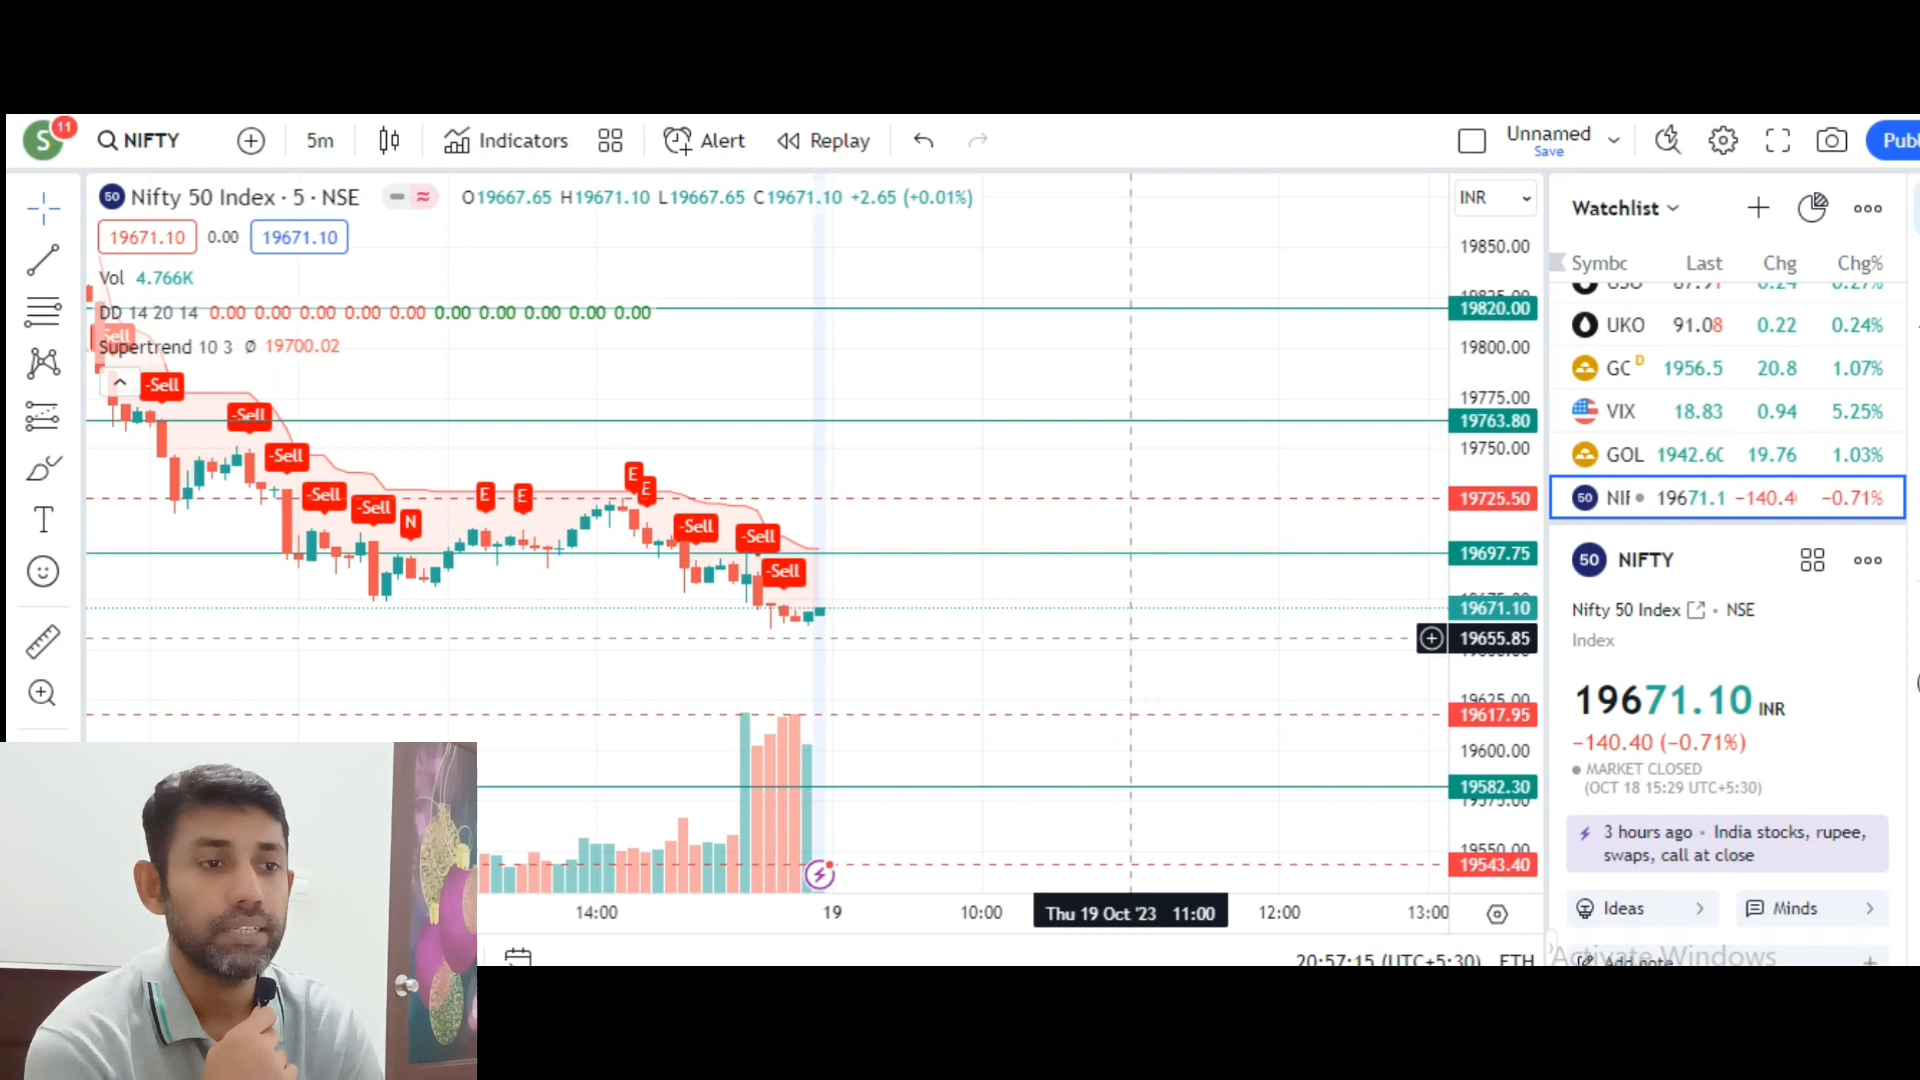 S 11 NIFTY 5m Indicators Alert Replay Unnamed Save Publ
50 Nifty 50 Index · 5 · NSE O19667.65 H19671.10 L19667.65 C19671.10 +2.65 (+0.01%)
19671.10 0.00 19671.10
Vol 4.766K
DD 14 20 14 0.00 0.00 0.00 0.00 0.00 0.00 0.00 0.00 0.00 0.00
Supertrend 10 3 Ø 19700.02
Sell
-Sell
-Sell
-Sell
-Sell
-Sell
N
E
E
E
E
-Sell
-Sell
-Sell
INR
19850.00
19820.00
19800.00
19775.00
19763.80
19750.00
19725.50
19697.75
19671.10
19655.85
19625.00
19617.95
19600.00
19582.30
19575.00
19550.00
19543.40
14:00 19 10:00 Thu 19 Oct '23 11:00 12:00 13:00
20:57:15 (UTC+5:30) ETH
Watchlist
Symbc Last Chg Chg%
UKO 91.08 0.22 0.24%
GC D 1956.5 20.8 1.07%
VIX 18.83 0.94 5.25%
GOL 1942.60 19.76 1.03%
50 NIF 19671.1 −140.4 −0.71%
50 NIFTY
Nifty 50 Index · NSE
Index
19671.10 INR
−140.40 (−0.71%)
MARKET CLOSED
(OCT 18 15:29 UTC+5:30)
3 hours ago · India stocks, rupee,
swaps, call at close
Ideas Minds
Add note
Activate Windows